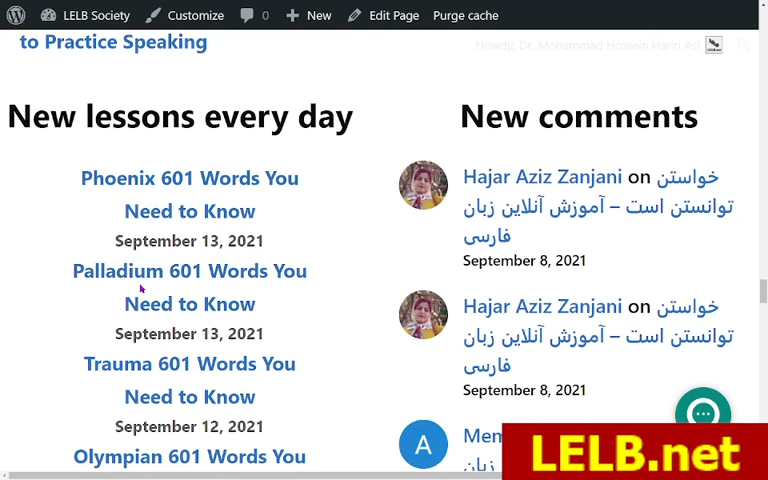 LELB Society
Customize
0
New
Edit Page
Purge cache
to Practice Speaking
Howdy, Dr. Mohammad Hossein Hariri Asl
New lessons every day
Phoenix 601 Words You
Need to Know
September 13, 2021
Palladium 601 Words You
Need to Know
September 13, 2021
Trauma 601 Words You
Need to Know
September 12, 2021
Olympian 601 Words You
New comments
Hajar Aziz Zanjani on خواستن
توانستن است – آموزش آنلاین زبان
فارسی
September 8, 2021
Hajar Aziz Zanjani on خواستن
توانستن است – آموزش آنلاین زبان
فارسی
September 8, 2021
A
LELB.net